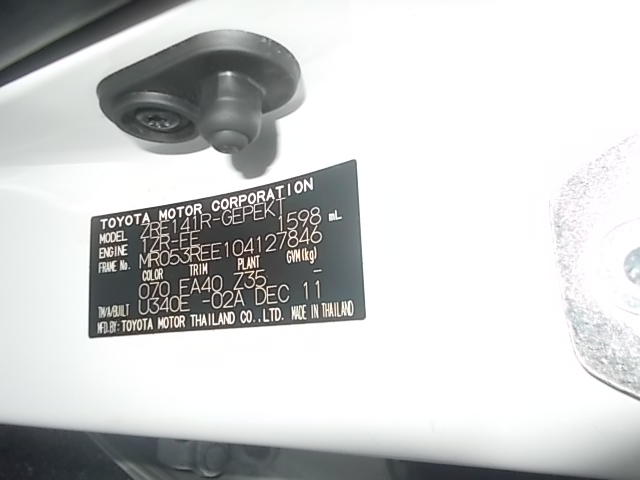 TOYOTA MOTOR CORPORATION
MODEL ZRE141R-GEPEKT
ENGINE 1ZR-FE 1598 mL
FRAME No. MR053REE104127846
COLOR TRIM PLANT GVM(kg)
070 FA40 Z35 -
TM/A/BUILT U340E -02A DEC 11
MFD.BY: TOYOTA MOTOR THAILAND CO.,LTD. MADE IN THAILAND